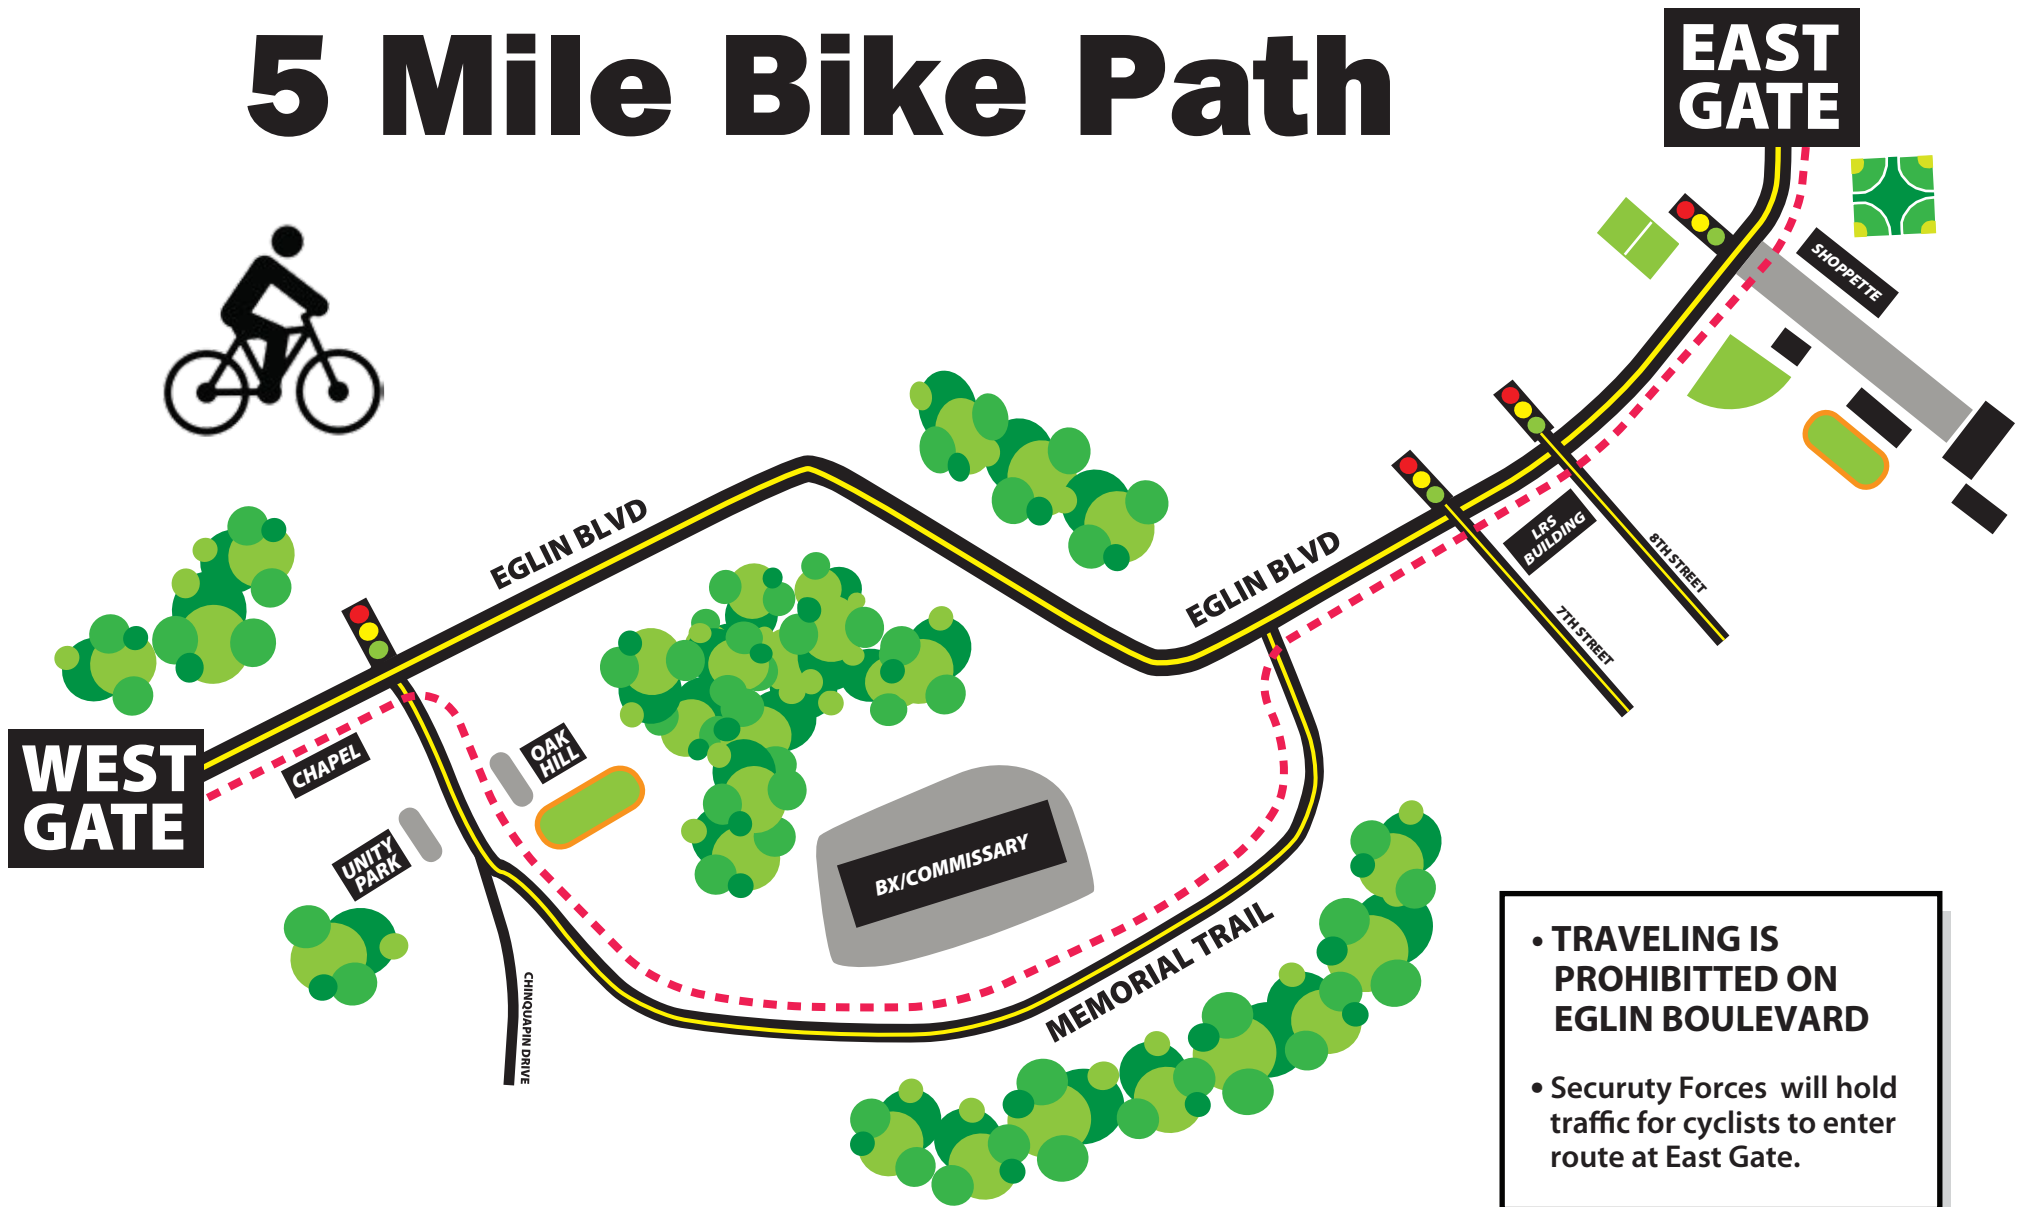 5 Mile Bike Path
EAST
GATE
SHOPPETTE
EGLIN BLVD
EGLIN BLVD
LRS
BUILDING
8TH STREET
7TH STREET
WEST
GATE
CHAPEL
OAK
HILL
UNITY
PARK
BX/COMMISSARY
MEMORIAL TRAIL
CHINQUAPIN DRIVE
• TRAVELING IS
PROHIBITTED ON
EGLIN BOULEVARD
• Securuty Forces will hold
traffic for cyclists to enter
route at East Gate.